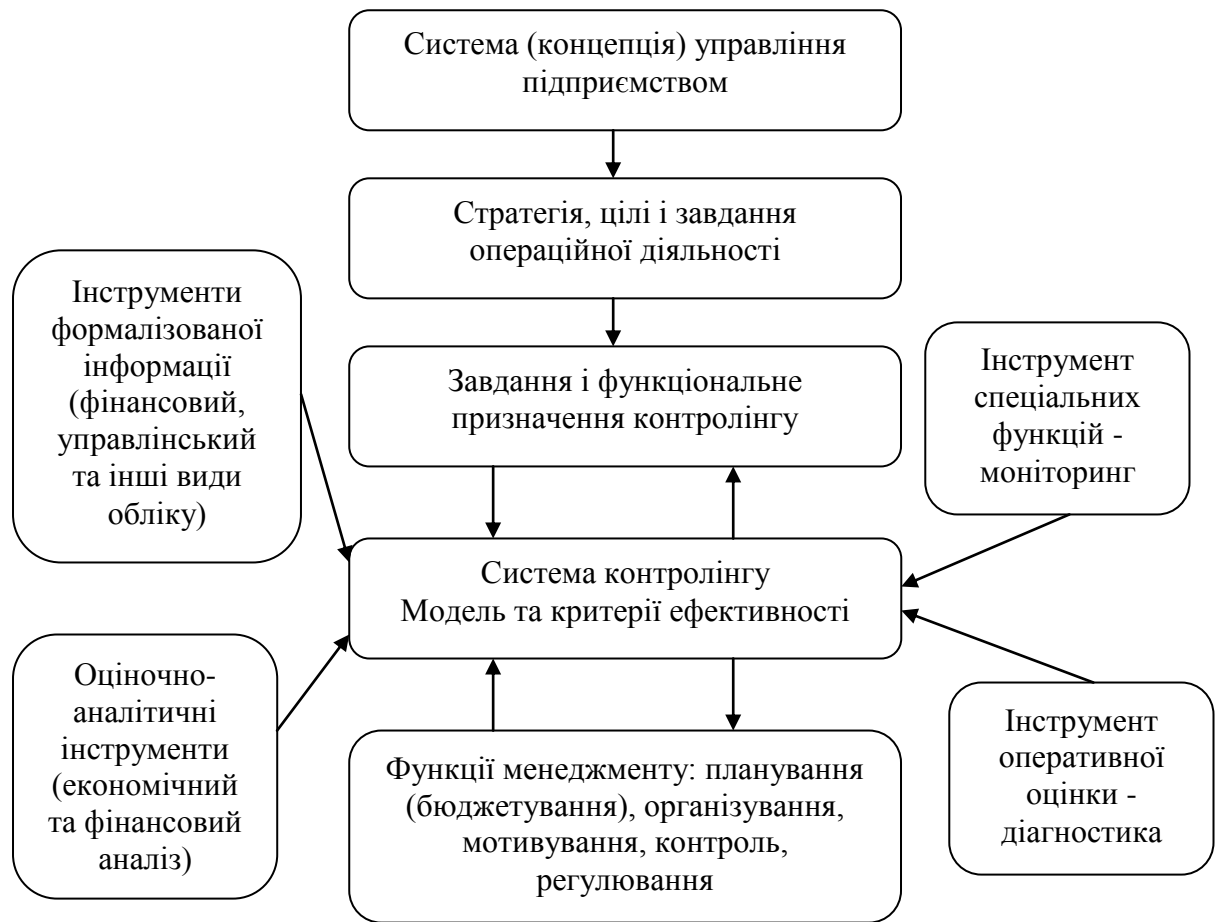 Система (концепція) управління
підприємством
Стратегія, цілі і завдання
операційної діяльності
Інструменти
формалізованої
інформації
(фінансовий,
управлінський
та інші види
обліку)
Завдання і функціональне
призначення контролінгу
Інструмент
спеціальних
функцій -
моніторинг
Система контролінгу
Модель та критерії ефективності
Оціночно-
аналітичні
інструменти
(економічний
та фінансовий
аналіз)
Функції менеджменту: планування
(бюджетування), організування,
мотивування, контроль,
регулювання
Інструмент
оперативної
оцінки -
діагностика